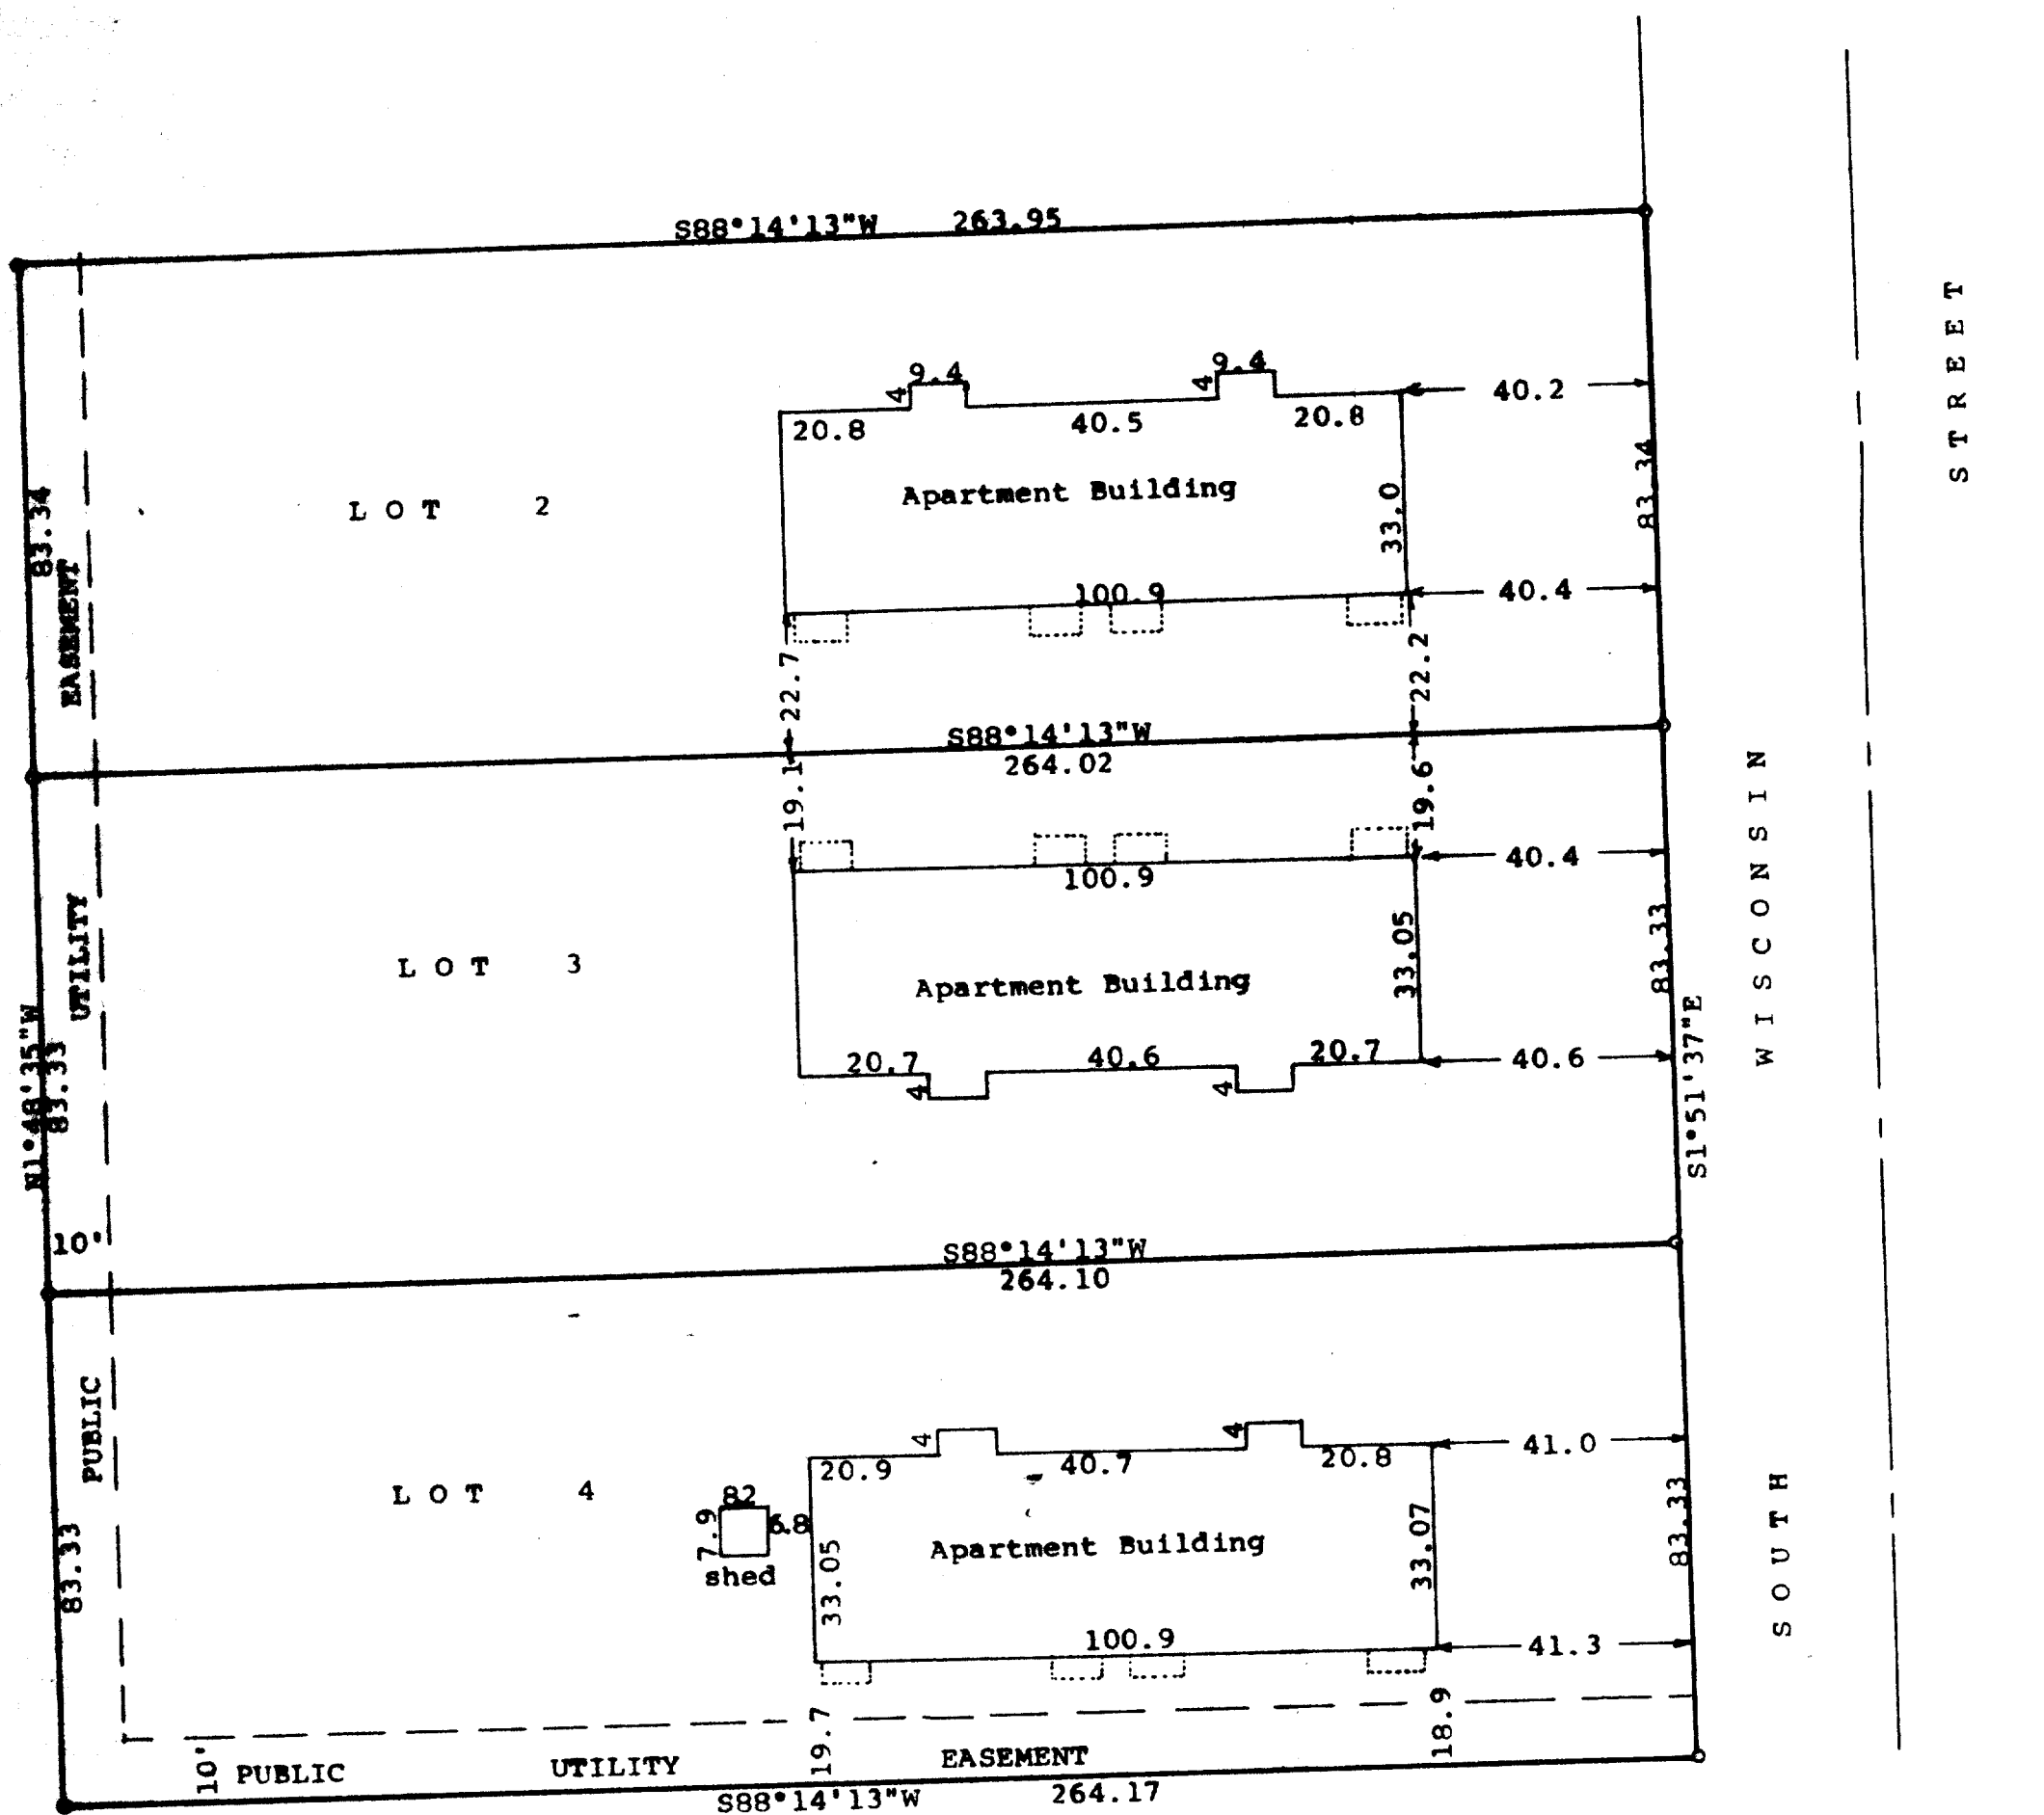 S88°14'13"W 263.95
9.4
4
9.4
4
40.2
20.8
40.5
20.8
STREET
83.34
83.34
LOT 2
Apartment Building
33.0
EASEMENT
100.9
40.4
22.7
22.2
S88°14'13"W
264.02
19.1
19.6
WISCONSIN
40.4
100.9
UTILITY
83.33
LOT 3
Apartment Building
33.05
N1°48'35"W
83.33
20.7
40.6
20.7
40.6
4
4
S1°51'37"E
10'
S88°14'13"W
264.10
PUBLIC
4
4
41.0
20.9
40.7
20.8
LOT 4
82
7.9
6.8
shed
SOUTH
83.33
83.33
Apartment Building
33.05
33.07
100.9
41.3
19.7
18.9
10'
PUBLIC UTILITY EASEMENT
S88°14'13"W 264.17